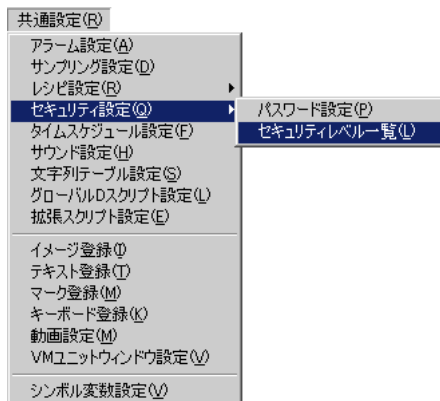 共通設定(R)
アラーム設定(A)
サンプリング設定(D)
レシピ設定(R)
セキュリティ設定(Q)
パスワード設定(P)
セキュリティレベル一覧(L)
タイムスケジュール設定(F)
サウンド設定(H)
文字列テーブル設定(S)
グローバルDスクリプト設定(L)
拡張スクリプト設定(E)
イメージ登録(I)
テキスト登録(T)
マーク登録(M)
キーボード登録(K)
動画設定(M)
VMユニットウィンドウ設定(V)
シンボル変数設定(V)